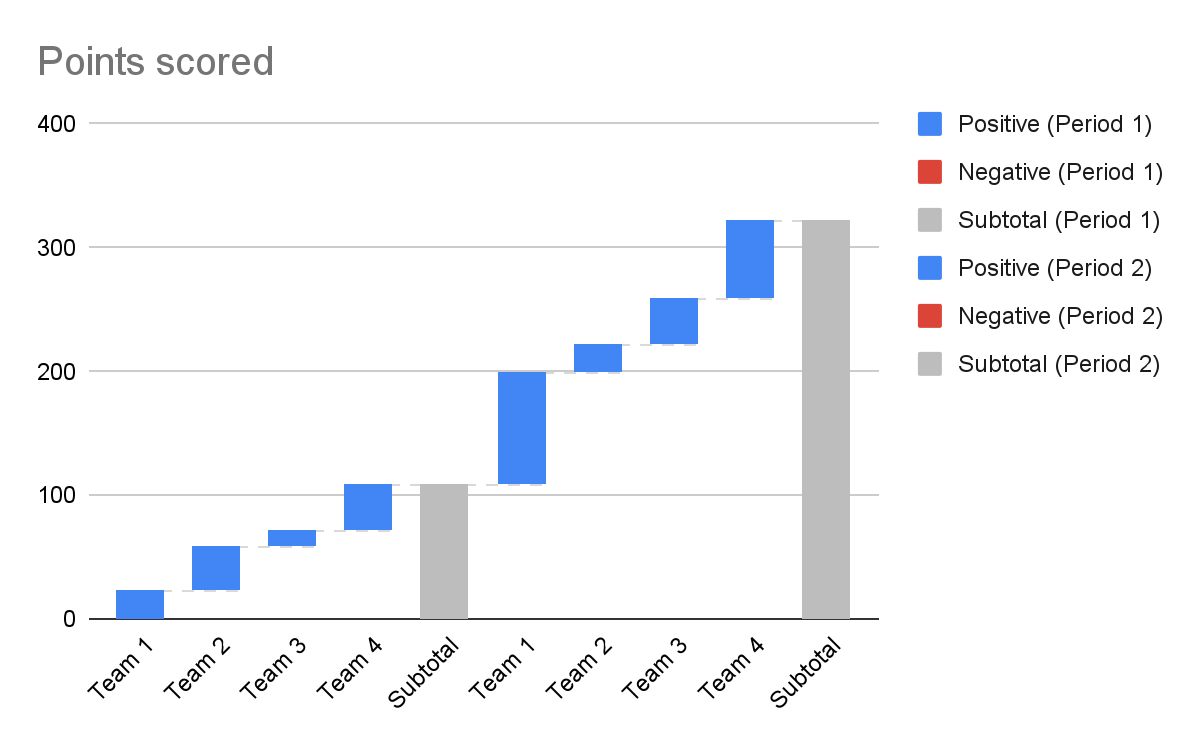 Points scored
400
300
200
100
0
Team 1
Team 2
Team 3
Team 4
Subtotal
Team 1
Team 2
Team 3
Team 4
Subtotal
Positive (Period 1)
Negative (Period 1)
Subtotal (Period 1)
Positive (Period 2)
Negative (Period 2)
Subtotal (Period 2)